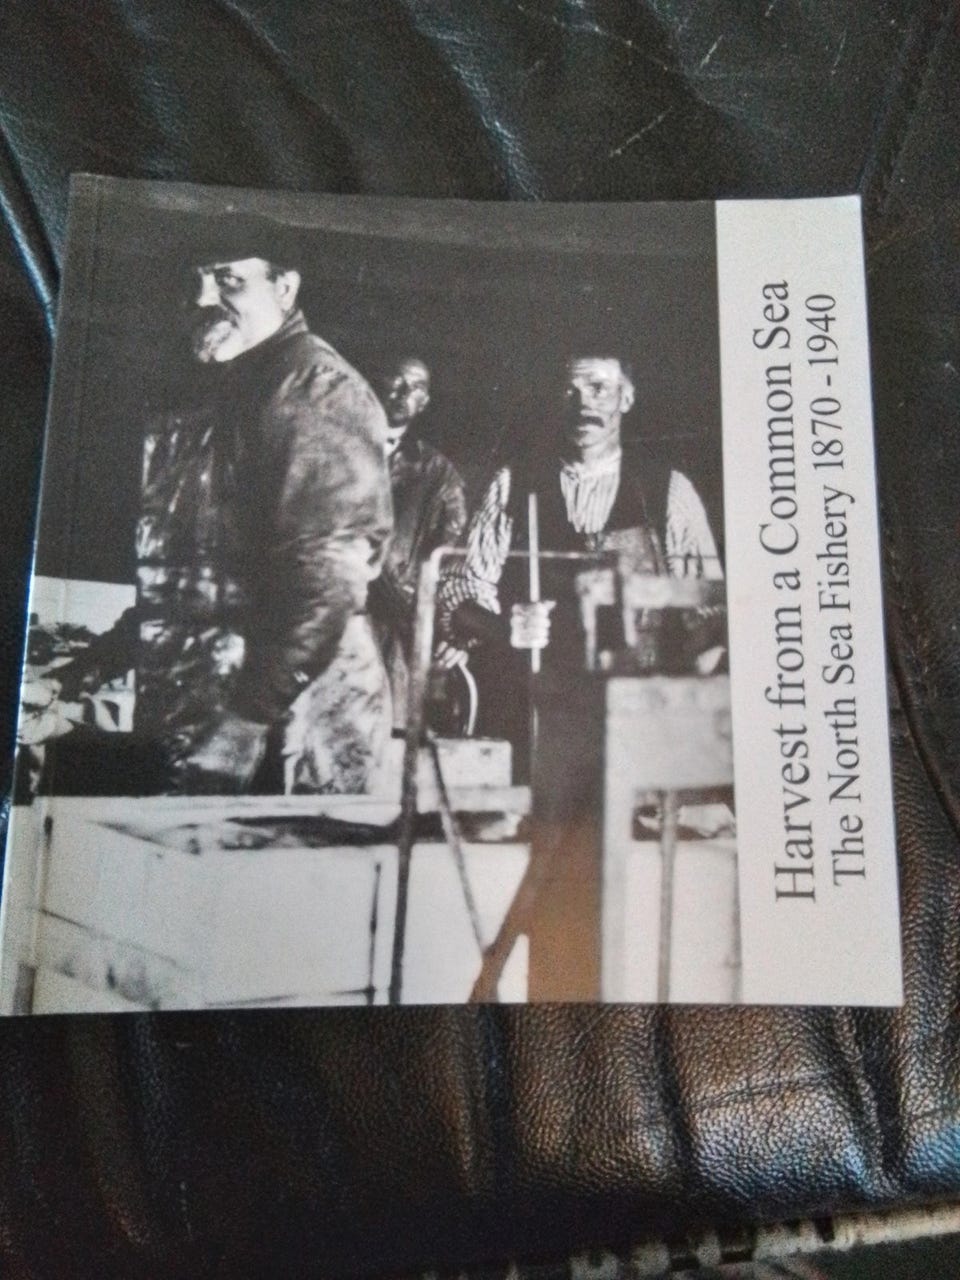 Harvest from a Common Sea
The North Sea Fishery 1870-1940